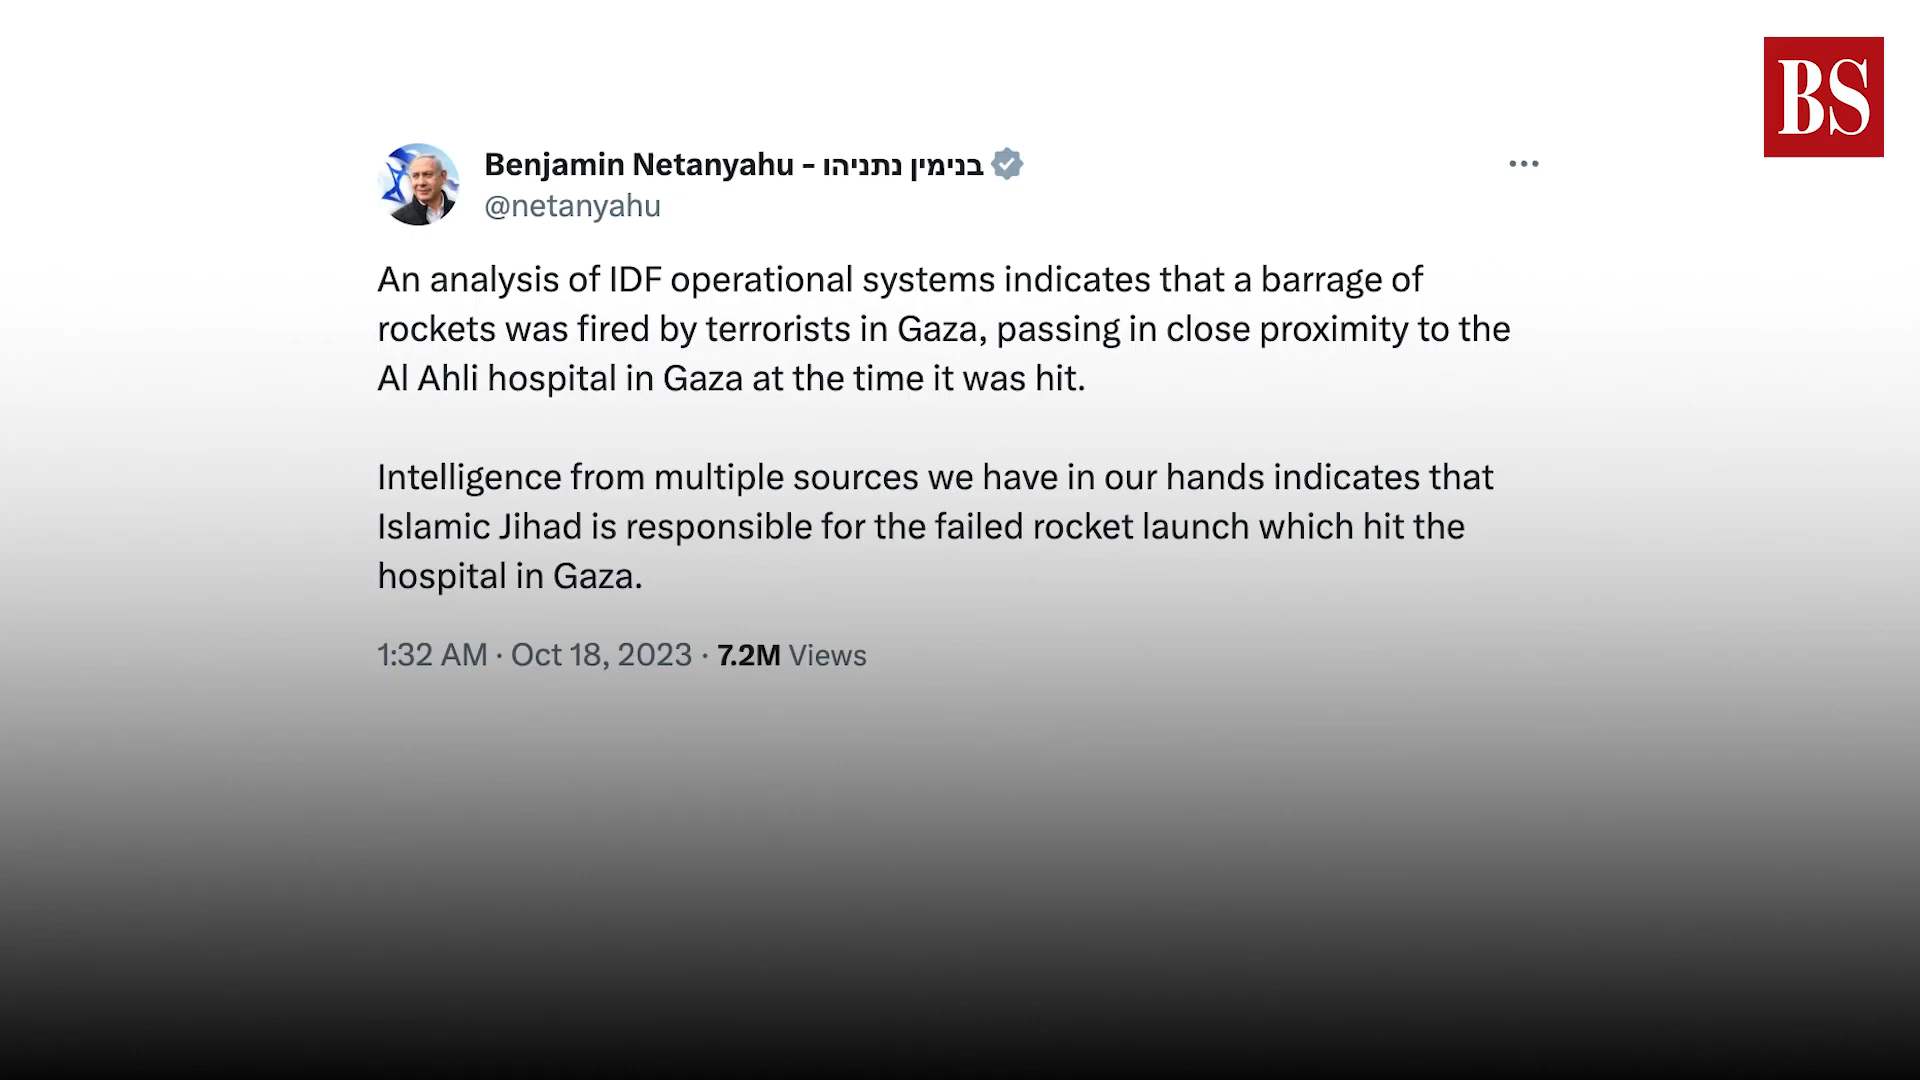 BS
Benjamin Netanyahu - בנימין נתניהו
@netanyahu
An analysis of IDF operational systems indicates that a barrage of
rockets was fired by terrorists in Gaza, passing in close proximity to the
Al Ahli hospital in Gaza at the time it was hit.
Intelligence from multiple sources we have in our hands indicates that
Islamic Jihad is responsible for the failed rocket launch which hit the
hospital in Gaza.
1:32 AM · Oct 18, 2023 · 7.2M Views